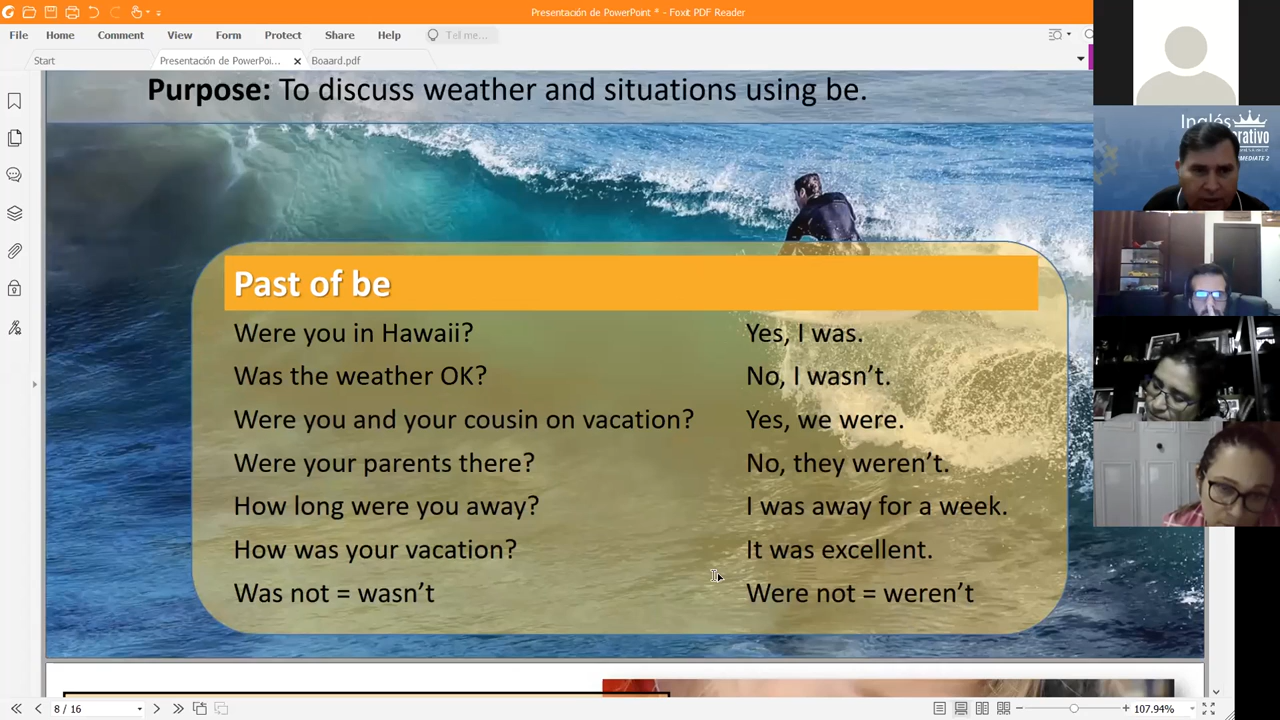 Presentación de PowerPoint * - Foxit PDF Reader
File Home Comment View Form Protect Share Help Tell me...
Start Presentación de PowerPoi... Boaard.pdf
Purpose: To discuss weather and situations using be.
Past of be
Were you in Hawaii? Yes, I was.
Was the weather OK? No, I wasn’t.
Were you and your cousin on vacation? Yes, we were.
Were your parents there? No, they weren’t.
How long were you away? I was away for a week.
How was your vacation? It was excellent.
Was not = wasn’t Were not = weren’t
8 / 16 107.94%
Inglés